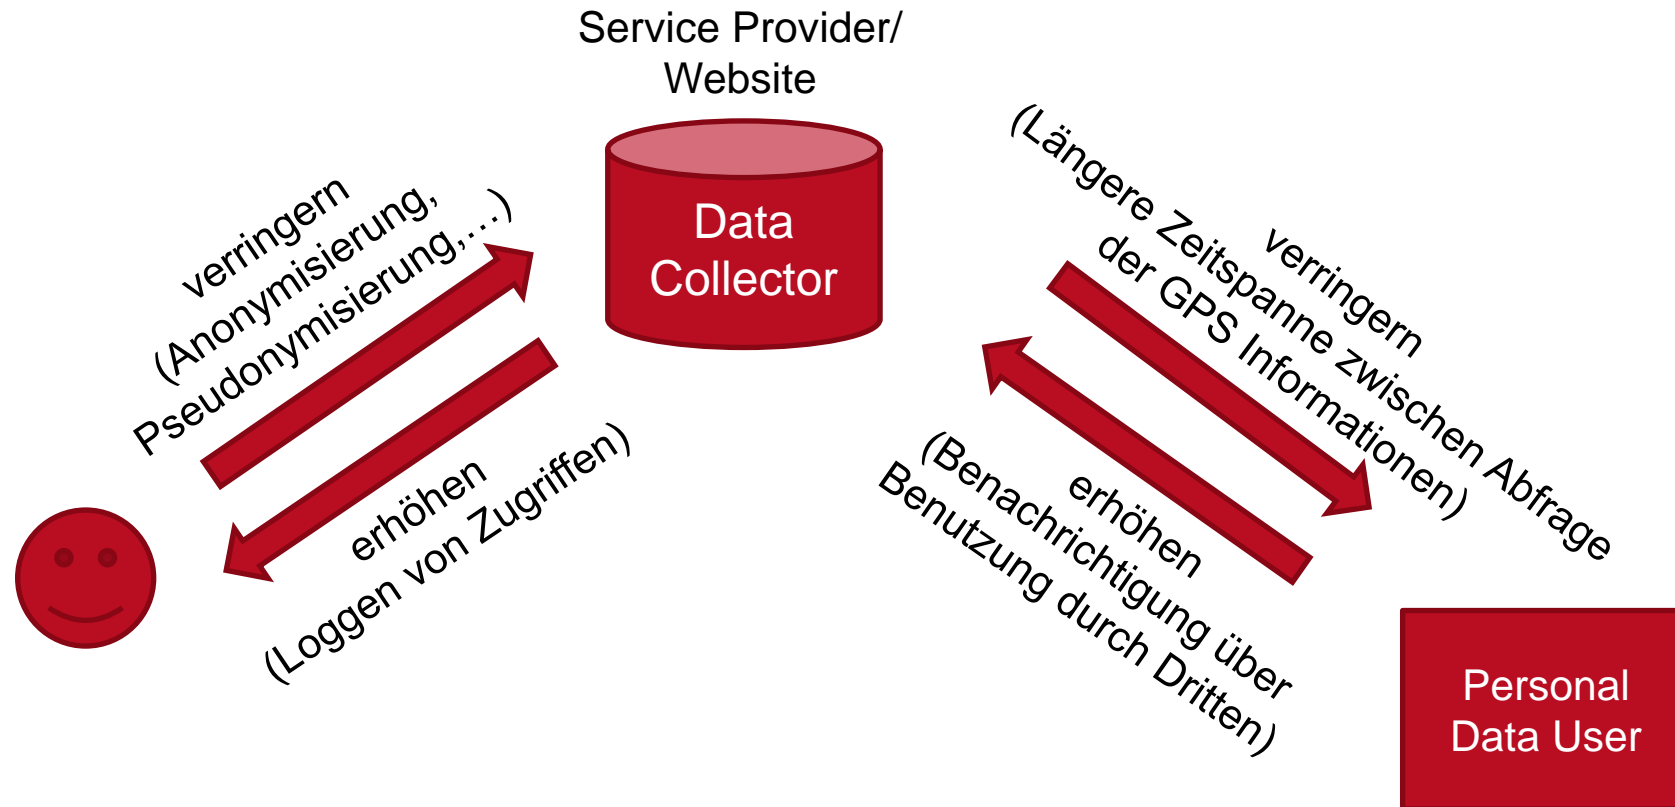 Service Provider/
Website
Data
Collector
verringern
(Anonymisierung,
Pseudonymisierung,…)
erhöhen
(Loggen von Zugriffen)
verringern
(Längere Zeitspanne zwischen Abfrage
der GPS Informationen)
erhöhen
(Benachrichtigung über
Benutzung durch Dritten)
Personal
Data User